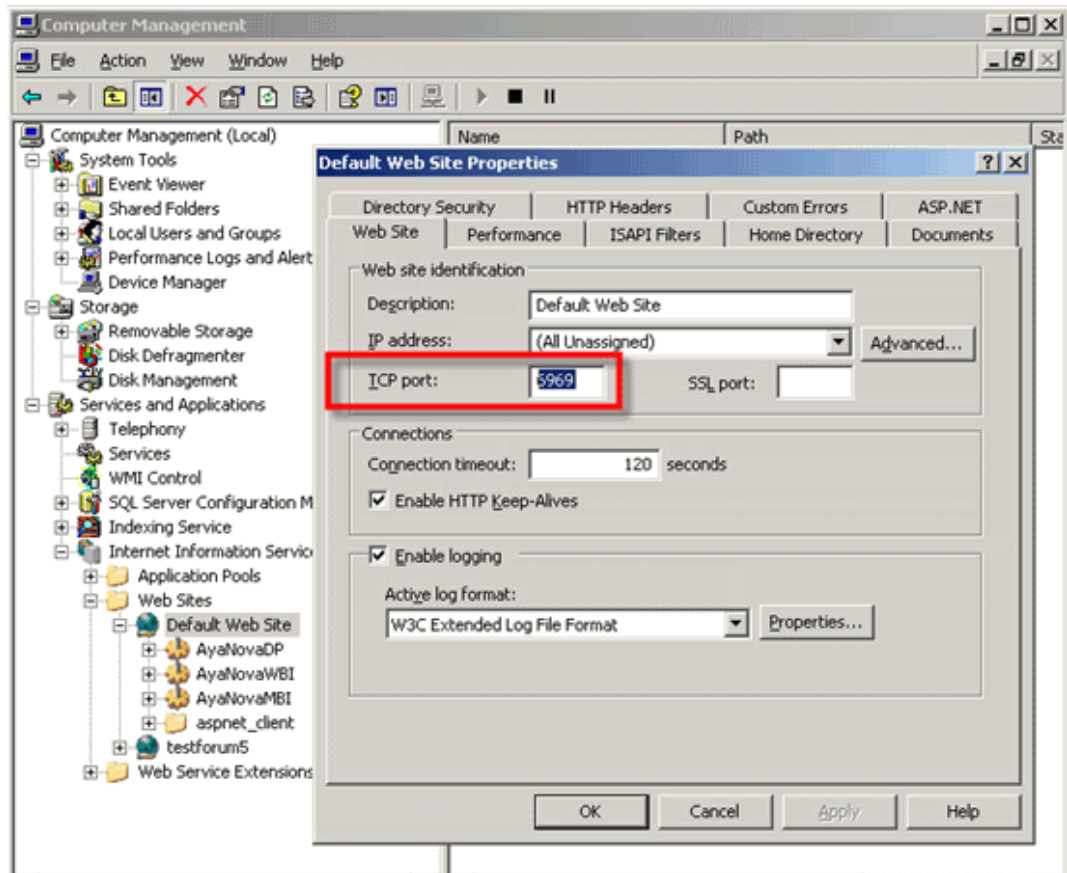 Computer Management
File Action View Window Help
Computer Management (Local)
System Tools
Event Viewer
Shared Folders
Local Users and Groups
Performance Logs and Alert
Device Manager
Storage
Removable Storage
Disk Defragmenter
Disk Management
Services and Applications
Telephony
Services
WMI Control
SQL Server Configuration M
Indexing Service
Internet Information Servic
Application Pools
Web Sites
Default Web Site
AyaNovaDP
AyaNovaWBI
AyaNovaMBI
aspnet_client
testforum5
Web Service Extensions
Name Path Sta
Default Web Site Properties
Directory Security HTTP Headers Custom Errors ASP.NET
Web Site Performance ISAPI Filters Home Directory Documents
Web site identification
Description: Default Web Site
IP address: (All Unassigned) Advanced...
TCP port: 6969 SSL port:
Connections
Connection timeout: 120 seconds
Enable HTTP Keep-Alives
Enable logging
Active log format:
W3C Extended Log File Format Properties...
OK Cancel Apply Help